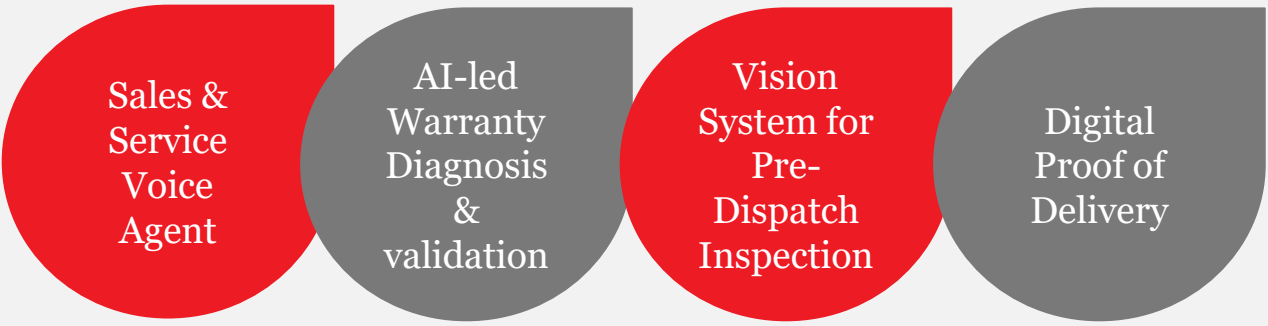 Sales &
Service
Voice
Agent
AI-led
Warranty
Diagnosis
&
validation
Vision
System for
Pre-
Dispatch
Inspection
Digital
Proof of
Delivery